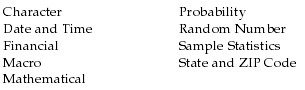 Character
Date and Time
Financial
Macro
Mathematical
Probability
Random Number
Sample Statistics
State and ZIP Code